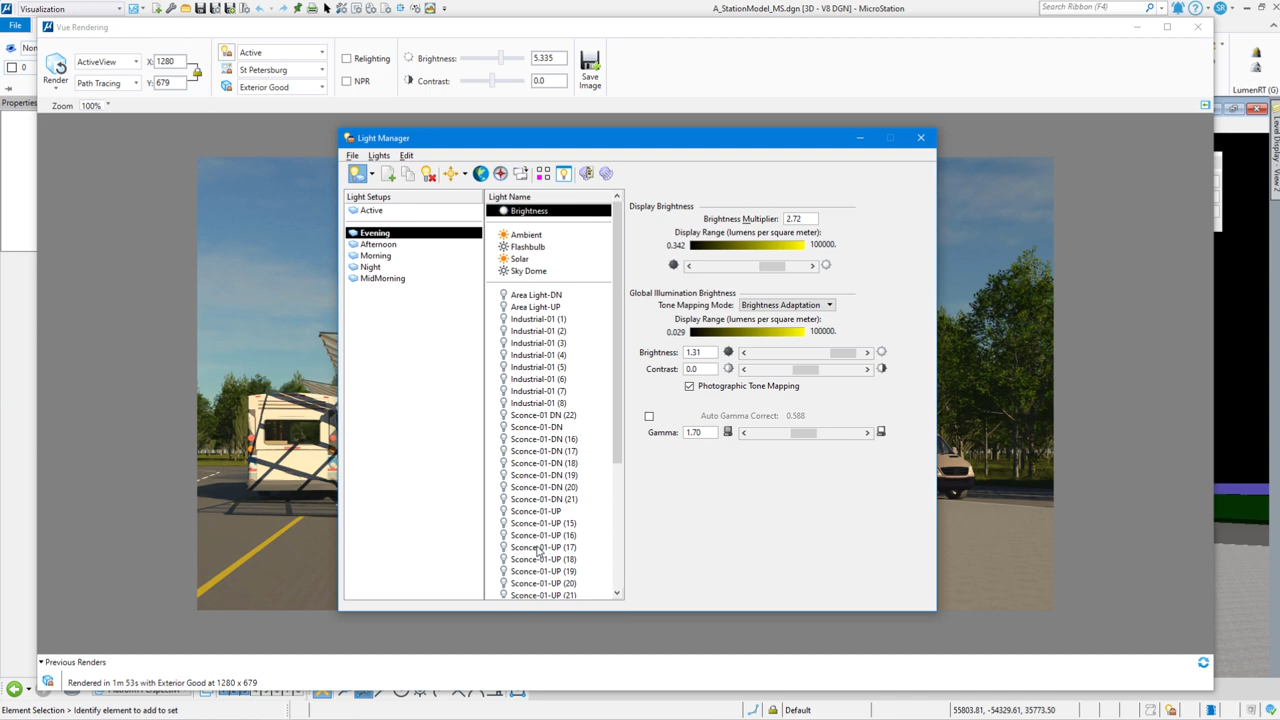 Visualization
A_StationModel_MS.dgn [3D - V8 DGN] - MicroStation
Search Ribbon (F4)
SR
File
Vue Rendering
Non
0
Render
ActiveView
Path Tracing
X: 1280
Y: 679
Active
St Petersburg
Exterior Good
Relighting
NPR
Brightness: 5.335
Contrast: 0.0
Save Image
LumenRT (G)
Properties
Zoom 100%
Level Display - View 2
Light Manager
File Lights Edit
Light Setups
Active
Evening
Afternoon
Morning
Night
MidMorning
Light Name
Brightness
Ambient
Flashbulb
Solar
Sky Dome
Area Light-DN
Area Light-UP
Industrial-01 (1)
Industrial-01 (2)
Industrial-01 (3)
Industrial-01 (4)
Industrial-01 (5)
Industrial-01 (6)
Industrial-01 (7)
Industrial-01 (8)
Sconce-01 DN (22)
Sconce-01-DN
Sconce-01-DN (16)
Sconce-01-DN (17)
Sconce-01-DN (18)
Sconce-01-DN (19)
Sconce-01-DN (20)
Sconce-01-DN (21)
Sconce-01-UP
Sconce-01-UP (15)
Sconce-01-UP (16)
Sconce-01-UP (17)
Sconce-01-UP (18)
Sconce-01-UP (19)
Sconce-01-UP (20)
Sconce-01-UP (21)
Display Brightness
Brightness Multiplier: 2.72
Display Range (lumens per square meter):
0.342 100000.
Global Illumination Brightness
Tone Mapping Mode: Brightness Adaptation
Display Range (lumens per square meter):
0.029 100000.
Brightness: 1.31
Contrast: 0.0
Photographic Tone Mapping
Auto Gamma Correct: 0.588
Gamma: 1.70
Previous Renders
Rendered in 1m 53s with Exterior Good at 1280 x 679
Element Selection > Identify element to add to set
Default
55803.81, -54329.61, 35773.50